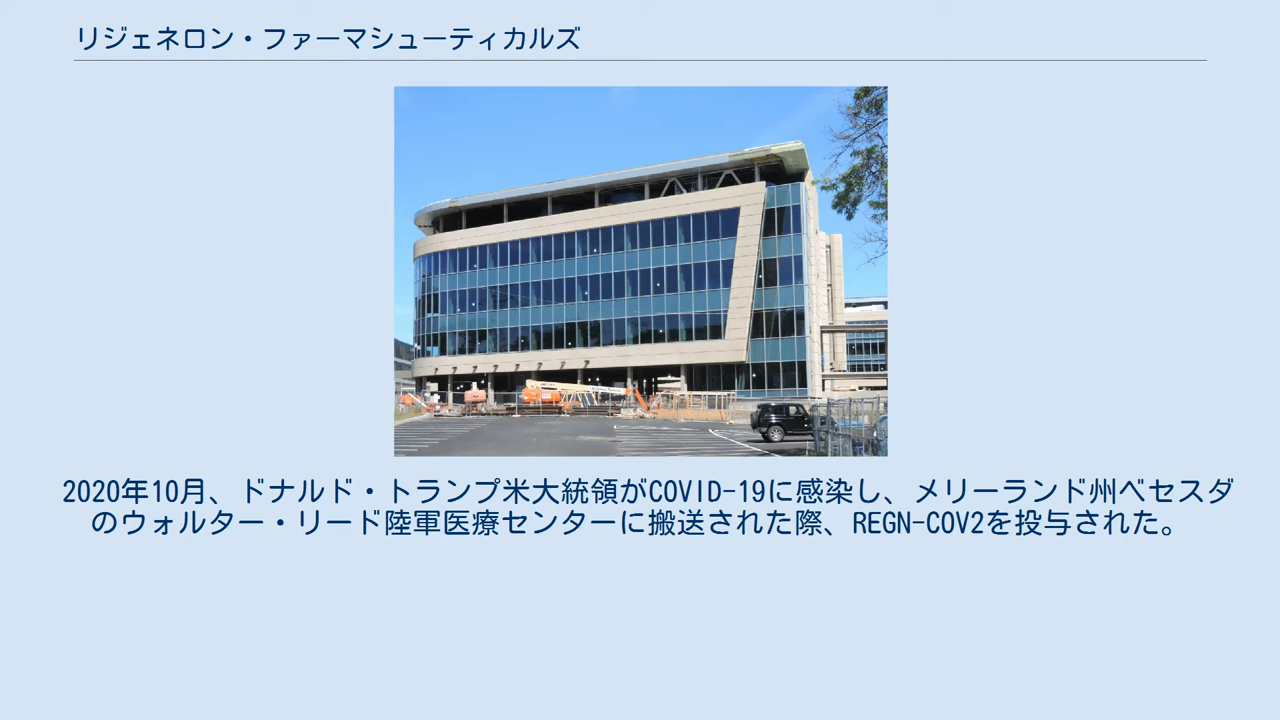 リジェネロン・ファーマシューティカルズ
2020年10月、ドナルド・トランプ米大統領がCOVID-19に感染し、メリーランド州ベセスダ
のウォルター・リード陸軍医療センターに搬送された際、REGN-COV2を投与された。